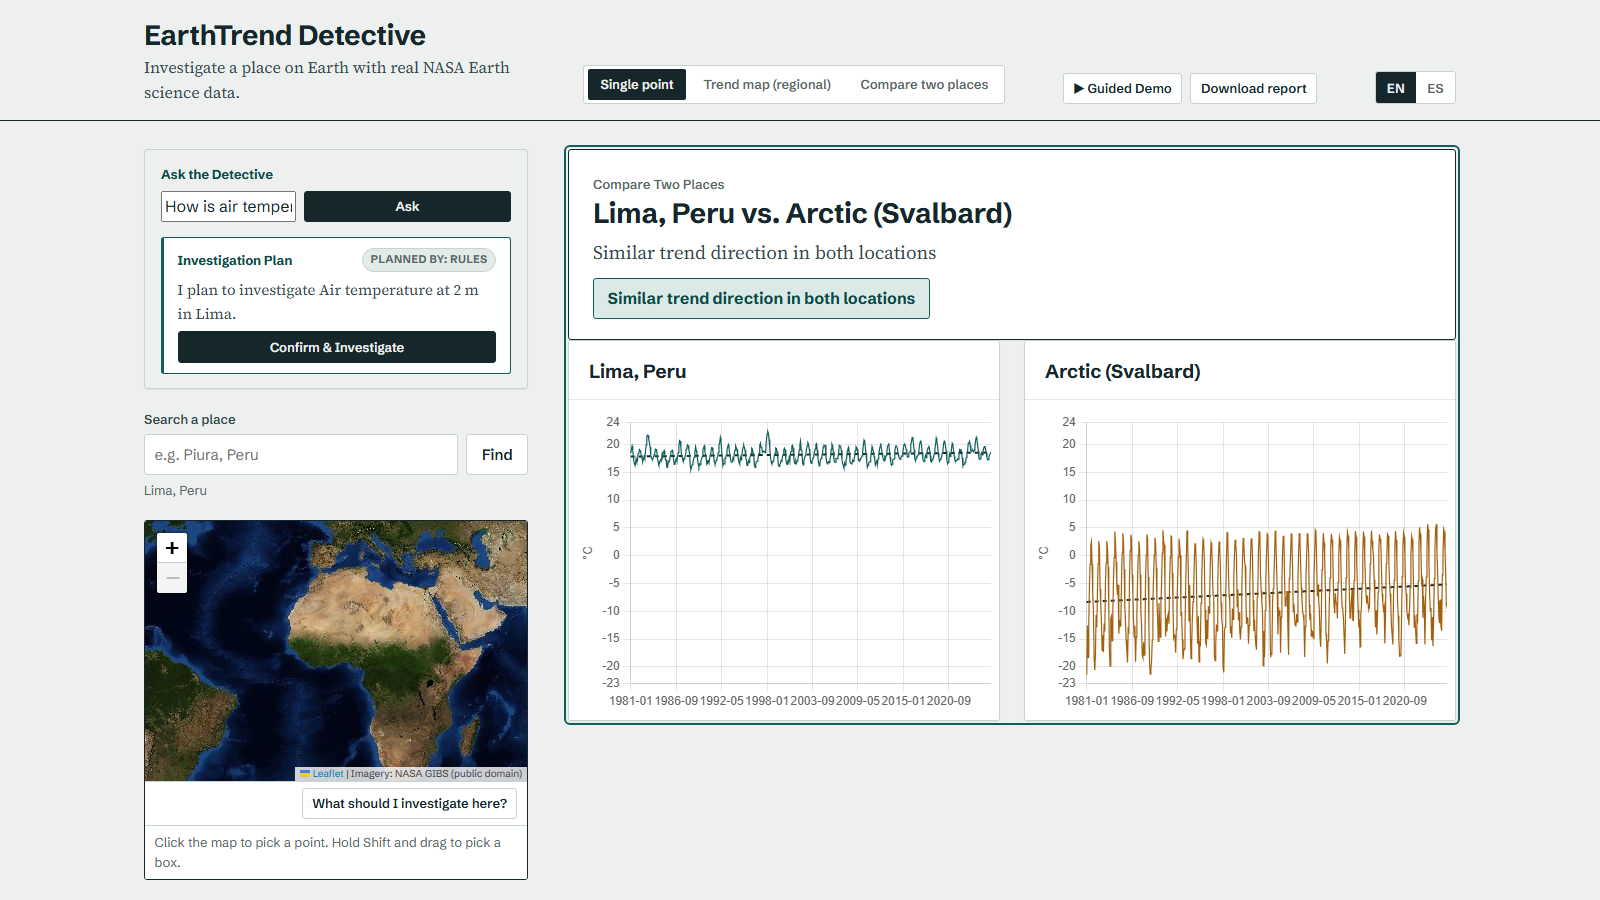 EarthTrend Detective
Investigate a place on Earth with real NASA Earth
science data.
Single point
Trend map (regional)
Compare two places
▶ Guided Demo
Download report
EN
ES
Ask the Detective
How is air temper
Ask
Investigation Plan
PLANNED BY: RULES
I plan to investigate Air temperature at 2 m
in Lima.
Confirm & Investigate
Search a place
e.g. Piura, Peru
Find
Lima, Peru
+
−
Leaflet | Imagery: NASA GIBS (public domain)
What should I investigate here?
Click the map to pick a point. Hold Shift and drag to pick a
box.
Compare Two Places
Lima, Peru vs. Arctic (Svalbard)
Similar trend direction in both locations
Similar trend direction in both locations
Lima, Peru
24
20
15
10
5
0
-5
-10
-15
-20
-23
°C
1981-01 1986-09 1992-05 1998-01 2003-09 2009-05 2015-01 2020-09
Arctic (Svalbard)
24
20
15
10
5
0
-5
-10
-15
-20
-23
°C
1981-01 1986-09 1992-05 1998-01 2003-09 2009-05 2015-01 2020-09